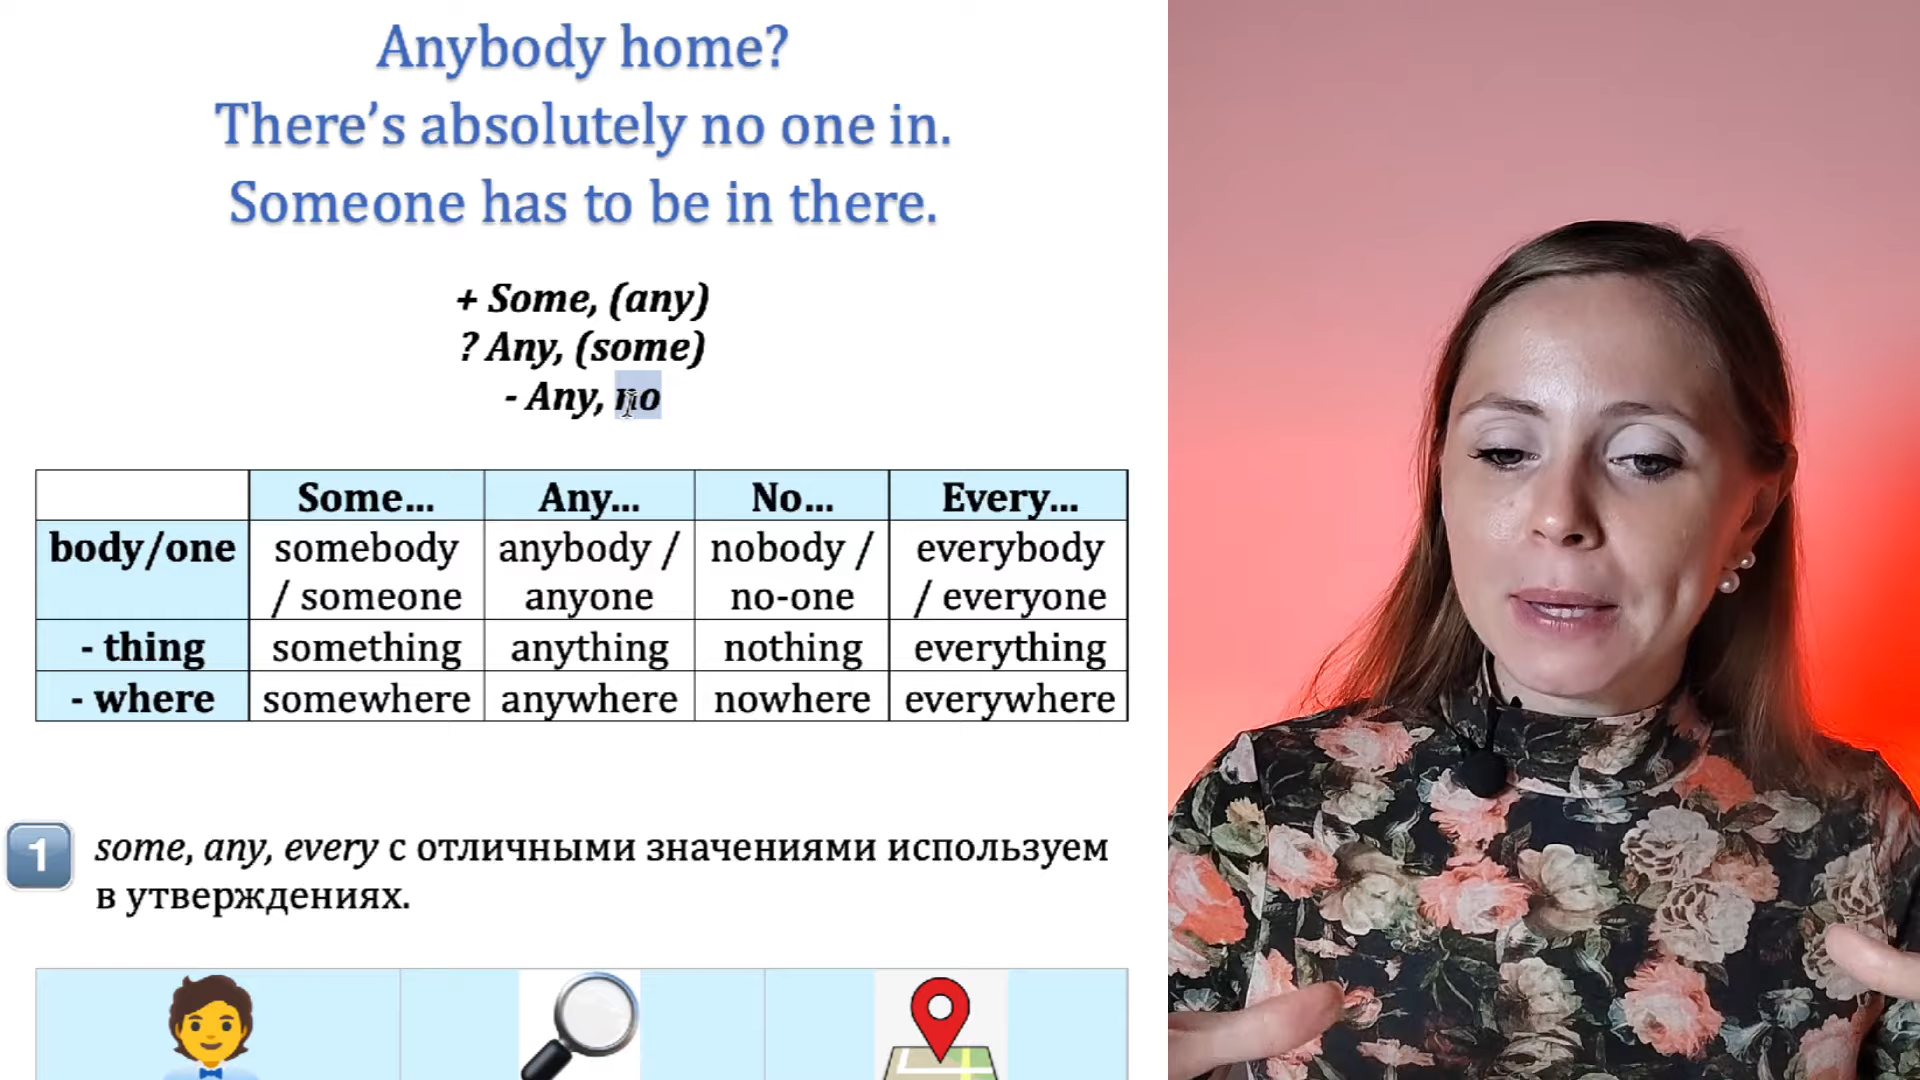 Anybody home?
There’s absolutely no one in.
Someone has to be in there.
+ Some, (any)
? Any, (some)
- Any, no
Some... Any... No... Every...
body/one somebody / someone anybody / anyone nobody / no-one everybody / everyone
- thing something anything nothing everything
- where somewhere anywhere nowhere everywhere
1 some, any, every с отличными значениями используем
в утверждениях.